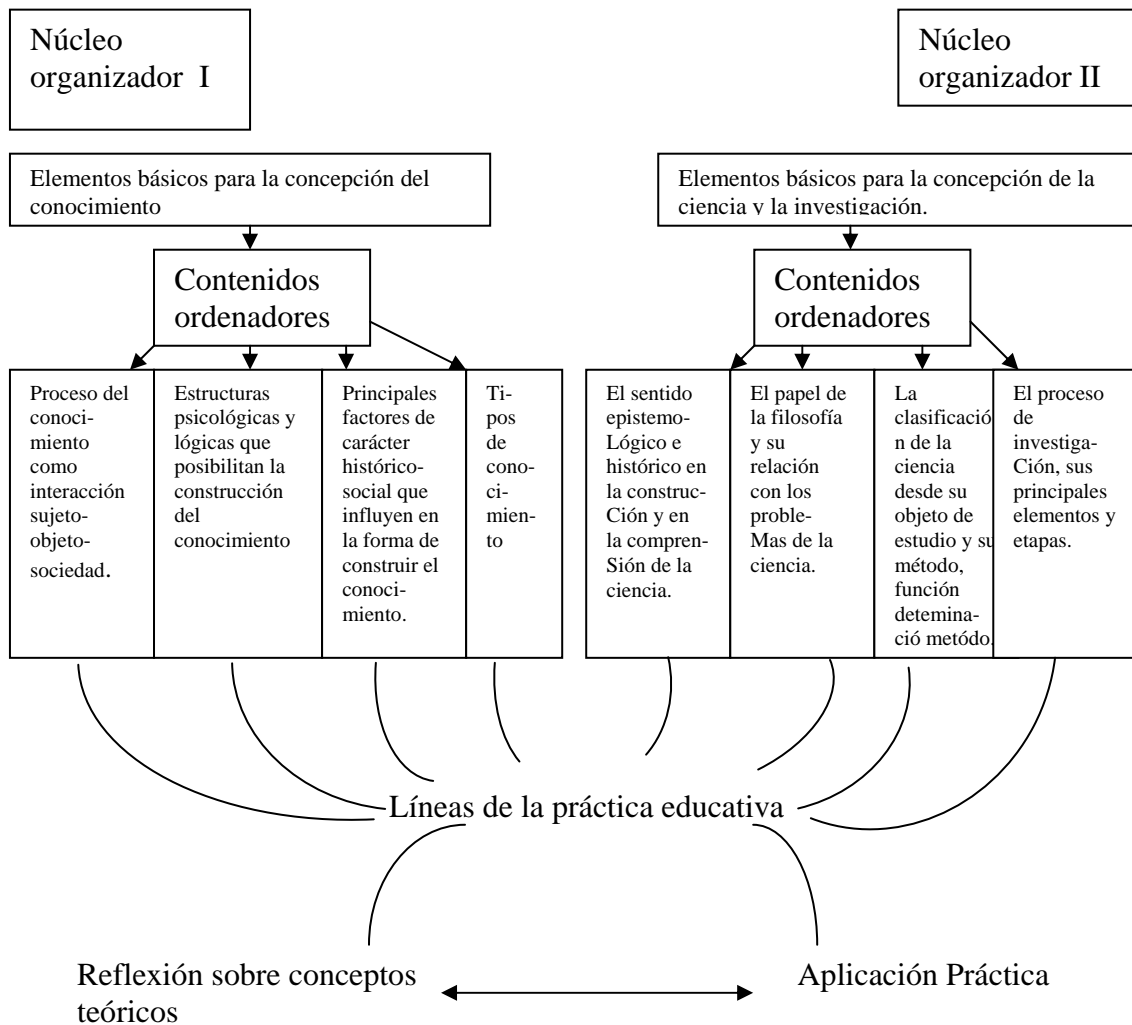 Núcleo
organizador I
Núcleo
organizador II
Elementos básicos para la concepción del
conocimiento
Elementos básicos para la concepción de la
ciencia y la investigación.
Contenidos
ordenadores
Contenidos
ordenadores
Proceso del
conoci-
miento
como
interacción
sujeto-
objeto-
sociedad.
Estructuras
psicológicas y
lógicas que
posibilitan la
construcción
del
conocimiento
Principales
factores de
carácter
histórico-
social que
influyen en
la forma de
construir el
conoci-
miento.
Ti-
pos
de
cono-
ci-
mien-
to
El sentido
epistemo-
Lógico e
histórico en
la construc-
Ción y en
la compren-
Sión de la
ciencia.
El papel de
la filosofía
y su
relación
con los
proble-
Mas de la
ciencia.
La
clasificació
n de la
ciencia
desde su
objeto de
estudio y su
método,
función
detemina-
ció metódo.
El proceso
de
investiga-
Ción, sus
principales
elementos y
etapas.
Líneas de la práctica educativa
Reflexión sobre conceptos
teóricos
Aplicación Práctica